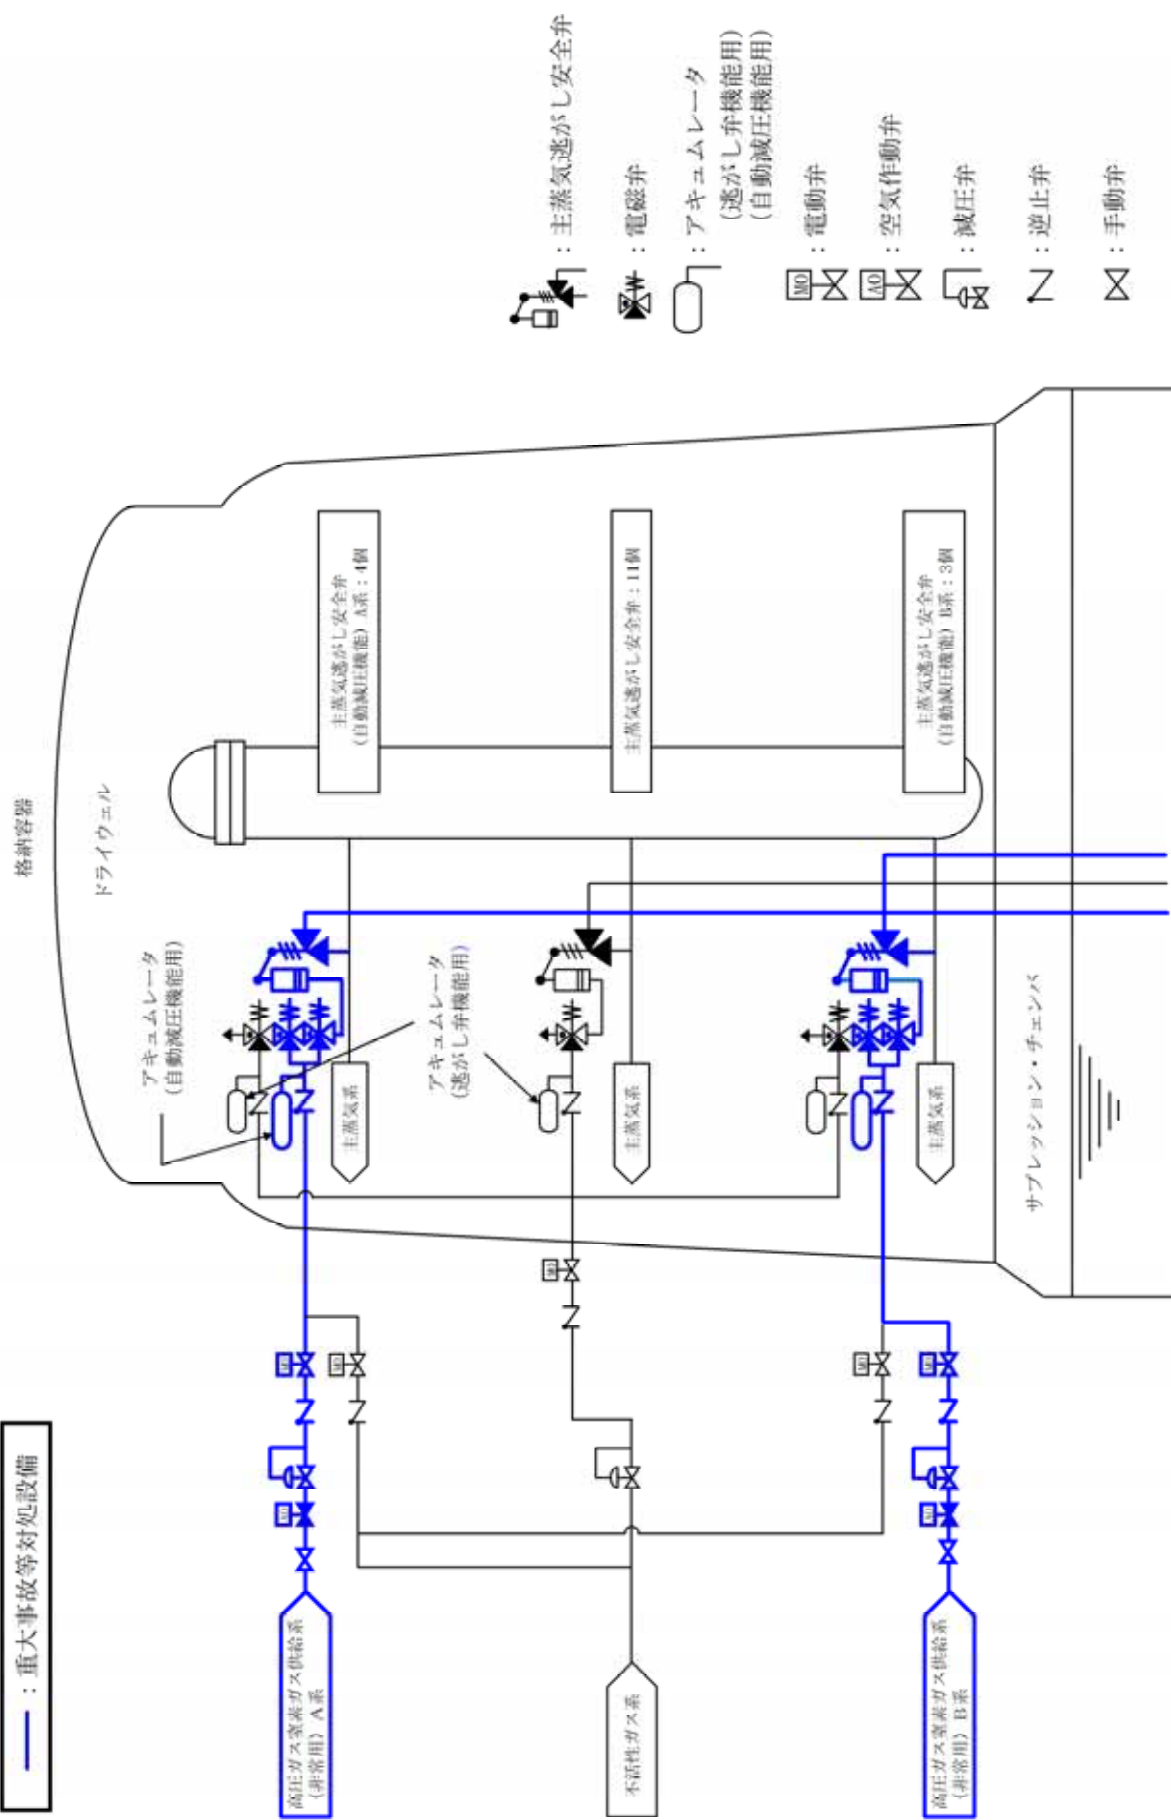 主蒸気逃がし安全弁
(自動減圧機能) A系:4個
主蒸気逃がし安全弁:11個
主蒸気逃がし安全弁
(自動減圧機能) B系:3個
格納容器
ドライウェル
アキュムレータ
(自動減圧機能用)
アキュムレータ
(逃がし弁機能用)
主蒸気系
主蒸気系
主蒸気系
サプレッション・チェンバ
高圧ガス窒素ガス供給系
(非常用) A系
不活性ガス系
高圧ガス窒素ガス供給系
(非常用) B系
:重大事故等対処設備
:主蒸気逃がし安全弁
:電磁弁
:アキュムレータ
(逃がし弁機能用)
(自動減圧機能用)
MO
:電動弁
AO
:空気作動弁
:減圧弁
:逆止弁
:手動弁